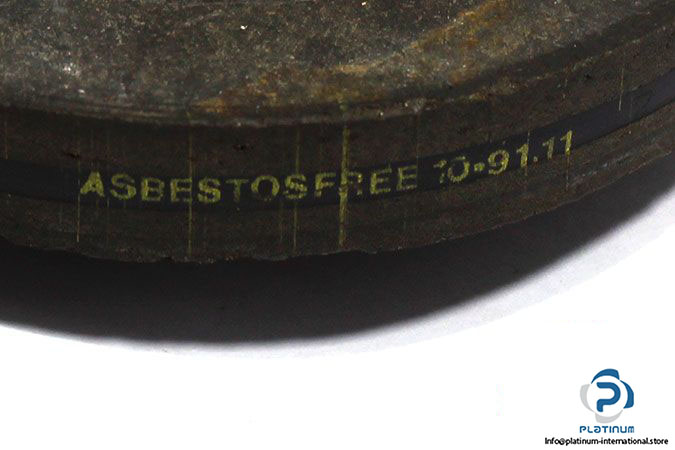 ASBESTOSFREE 10•91.11
PLATINUM
Info@platinum-international.store